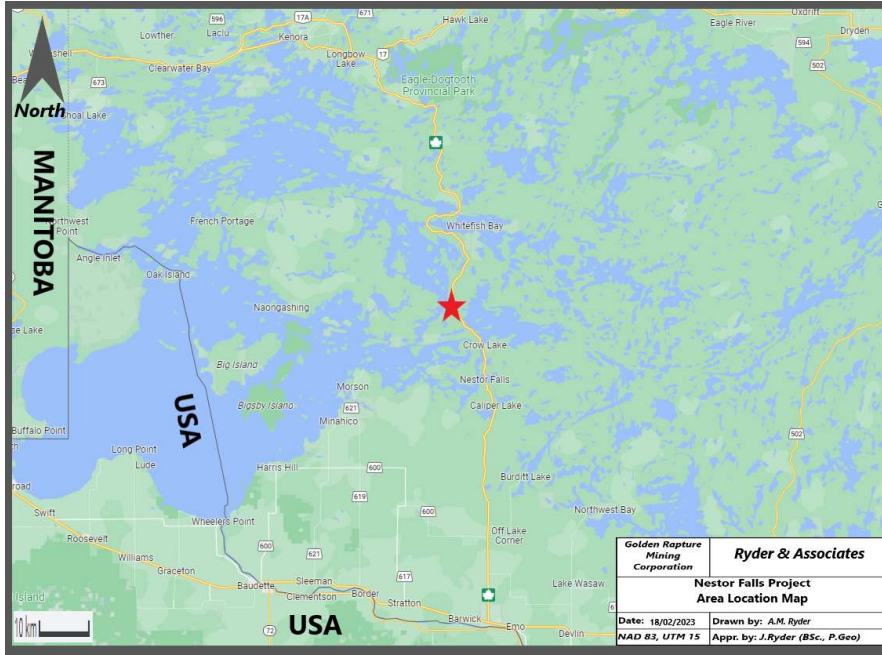 596
17A
671
Hawk Lake
Oxdrift
Lowther
Laclu
Kenora
Eagle River
Dryden
17
594
Longbow
Lake
Clearwater Bay
502
673
Eagle-Dogtooth
Provincial Park
North
Shoal Lake
MANITOBA
Northwest
Point
French Portage
Whitefish Bay
Angle Inlet
Oak Island
Naongashing
Crow Lake
Big Island
Nestor Falls
Morson
USA
Bigsby Island
621
Caliper Lake
Minahico
Buffalo Point
502
Long Point
Lude
Harris Hill
600
Burditt Lake
619
Swift
600
Northwest Bay
Wheelers Point
Off Lake
Corner
Roosevelt
600
621
Williams
Graceton
617
Baudette
Sleeman
Clementson
Border
Stratton
Lake Wasaw
Island
10 km
72
USA
Barwick
Emo
Devlin
Golden Rapture
Mining
Corporation
Ryder & Associates
Nestor Falls Project
Area Location Map
Date: 18/02/2023
Drawn by: A.M. Ryder
NAD 83, UTM 15
Appr. by: J.Ryder (BSc., P.Geo)